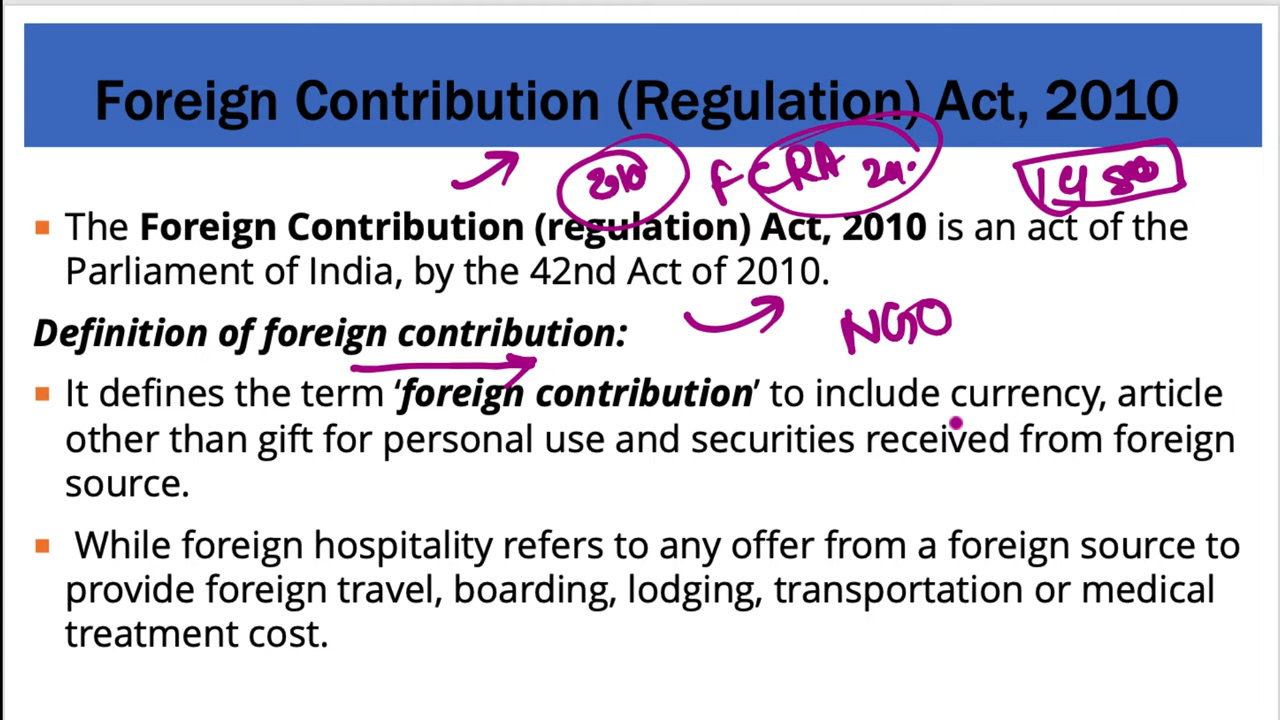 Foreign Contribution (Regulation) Act, 2010
2010 FCRA
The Foreign Contribution (regulation) Act, 2010 is an act of the
Parliament of India, by the 42nd Act of 2010.
NGO
Definition of foreign contribution:
It defines the term ‘foreign contribution’ to include currency, article
other than gift for personal use and securities received from foreign
source.
While foreign hospitality refers to any offer from a foreign source to
provide foreign travel, boarding, lodging, transportation or medical
treatment cost.